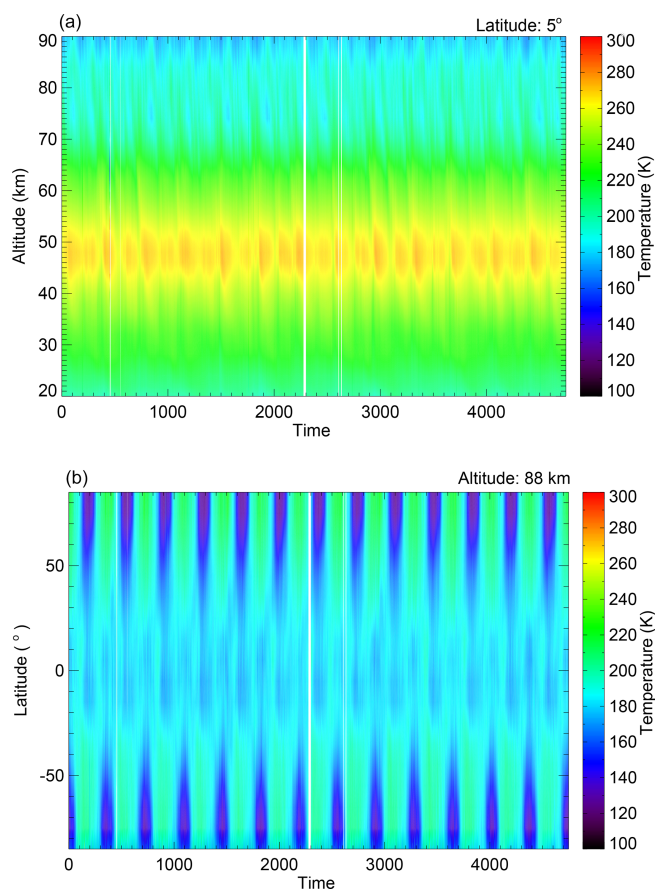 (a)
Latitude: 5°
90
80
70
60
50
40
30
20
Altitude (km)
0 1000 2000 3000 4000
Time
300
280
260
240
220
200
180
160
140
120
100
Temperature (K)
(b)
Altitude: 88 km
50
0
-50
Latitude ( ° )
0 1000 2000 3000 4000
Time
300
280
260
240
220
200
180
160
140
120
100
Temperature (K)